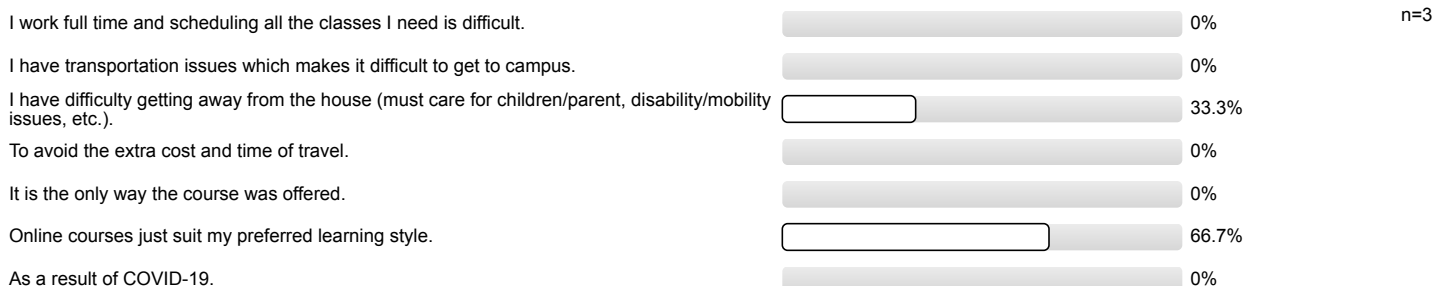 I work full time and scheduling all the classes I need is difficult. 0% n=3
I have transportation issues which makes it difficult to get to campus. 0%
I have difficulty getting away from the house (must care for children/parent, disability/mobility
issues, etc.). 33.3%
To avoid the extra cost and time of travel. 0%
It is the only way the course was offered. 0%
Online courses just suit my preferred learning style. 66.7%
As a result of COVID-19. 0%